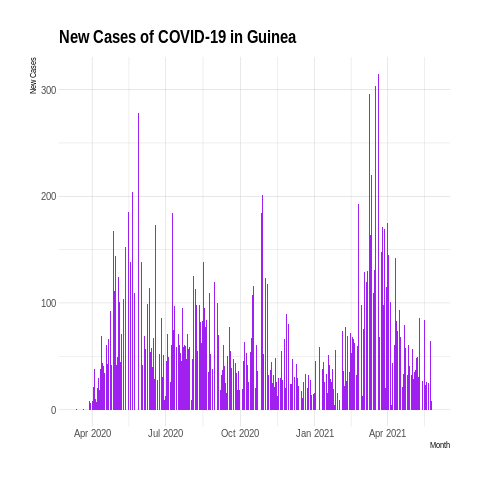 New Cases of COVID-19 in Guinea
New Cases
300
200
100
0
Apr 2020 Jul 2020 Oct 2020 Jan 2021 Apr 2021
Month